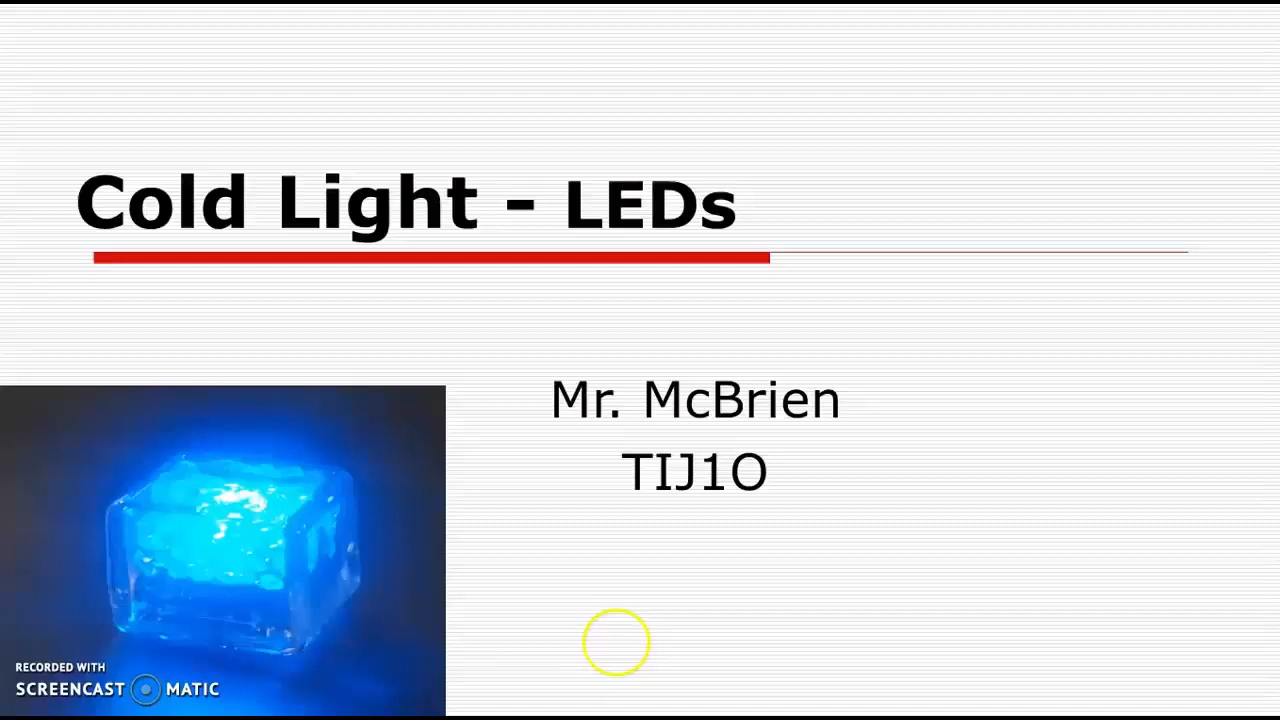 Cold Light - LEDs
Mr. McBrien
TIJ1O
RECORDED WITH
SCREENCAST MATIC